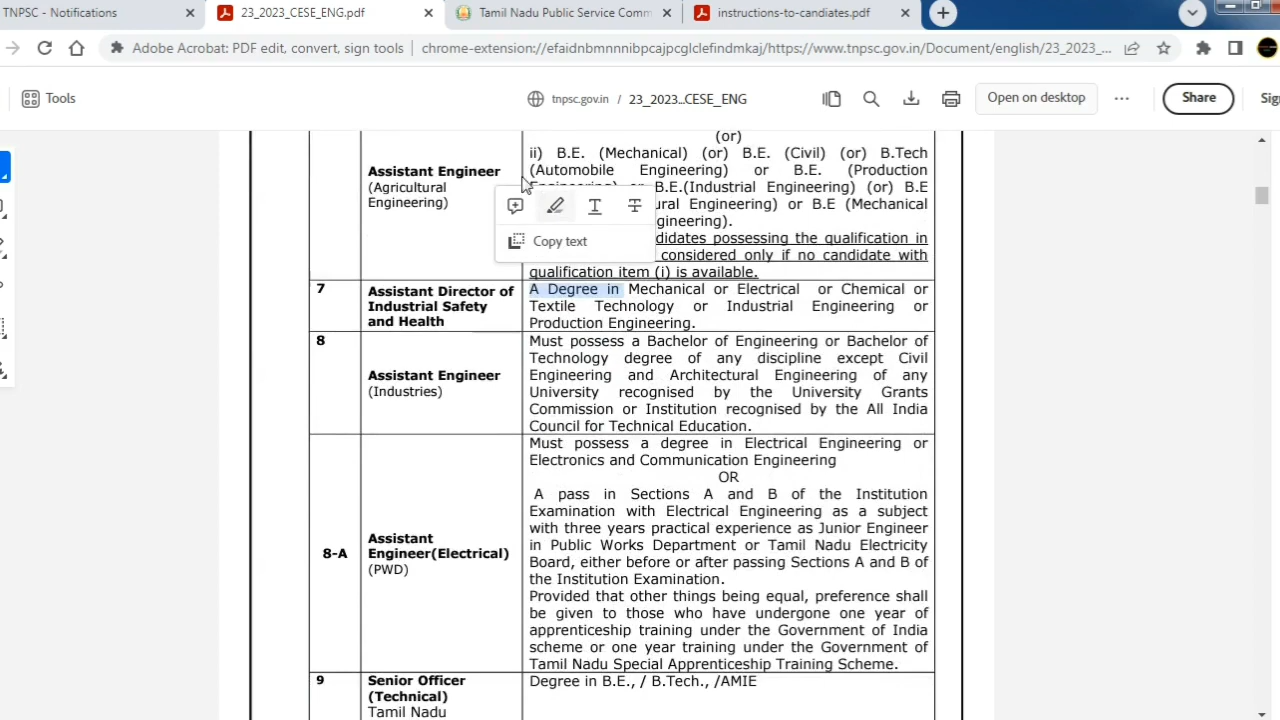 TNPSC - Notifications
23_2023_CESE_ENG.pdf
Tamil Nadu Public Service Comm
instructions-to-candiates.pdf
Adobe Acrobat: PDF edit, convert, sign tools
chrome-extension://efaidnbmnnnibpcajpcglclefindmkaj/https://www.tnpsc.gov.in/Document/english/23_2023_...
Tools
tnpsc.gov.in / 23_2023...CESE_ENG
Open on desktop
Share
Sig
Assistant Engineer
(Agricultural
Engineering)
(or)
ii) B.E. (Mechanical) (or) B.E. (Civil) (or) B.Tech
(Automobile Engineering) or B.E. (Production
B.E.(Industrial Engineering) (or) B.E
ural Engineering) or B.E (Mechanical
gineering).
didates possessing the qualification in
considered only if no candidate with
qualification item (i) is available.
Copy text
7
Assistant Director of
Industrial Safety
and Health
A Degree in Mechanical or Electrical or Chemical or
Textile Technology or Industrial Engineering or
Production Engineering.
8
Assistant Engineer
(Industries)
Must possess a Bachelor of Engineering or Bachelor of
Technology degree of any discipline except Civil
Engineering and Architectural Engineering of any
University recognised by the University Grants
Commission or Institution recognised by the All India
Council for Technical Education.
8-A
Assistant
Engineer(Electrical)
(PWD)
Must possess a degree in Electrical Engineering or
Electronics and Communication Engineering
OR
A pass in Sections A and B of the Institution
Examination with Electrical Engineering as a subject
with three years practical experience as Junior Engineer
in Public Works Department or Tamil Nadu Electricity
Board, either before or after passing Sections A and B of
the Institution Examination.
Provided that other things being equal, preference shall
be given to those who have undergone one year of
apprenticeship training under the Government of India
scheme or one year training under the Government of
Tamil Nadu Special Apprenticeship Training Scheme.
9
Senior Officer
(Technical)
Tamil Nadu
Degree in B.E., / B.Tech., /AMIE